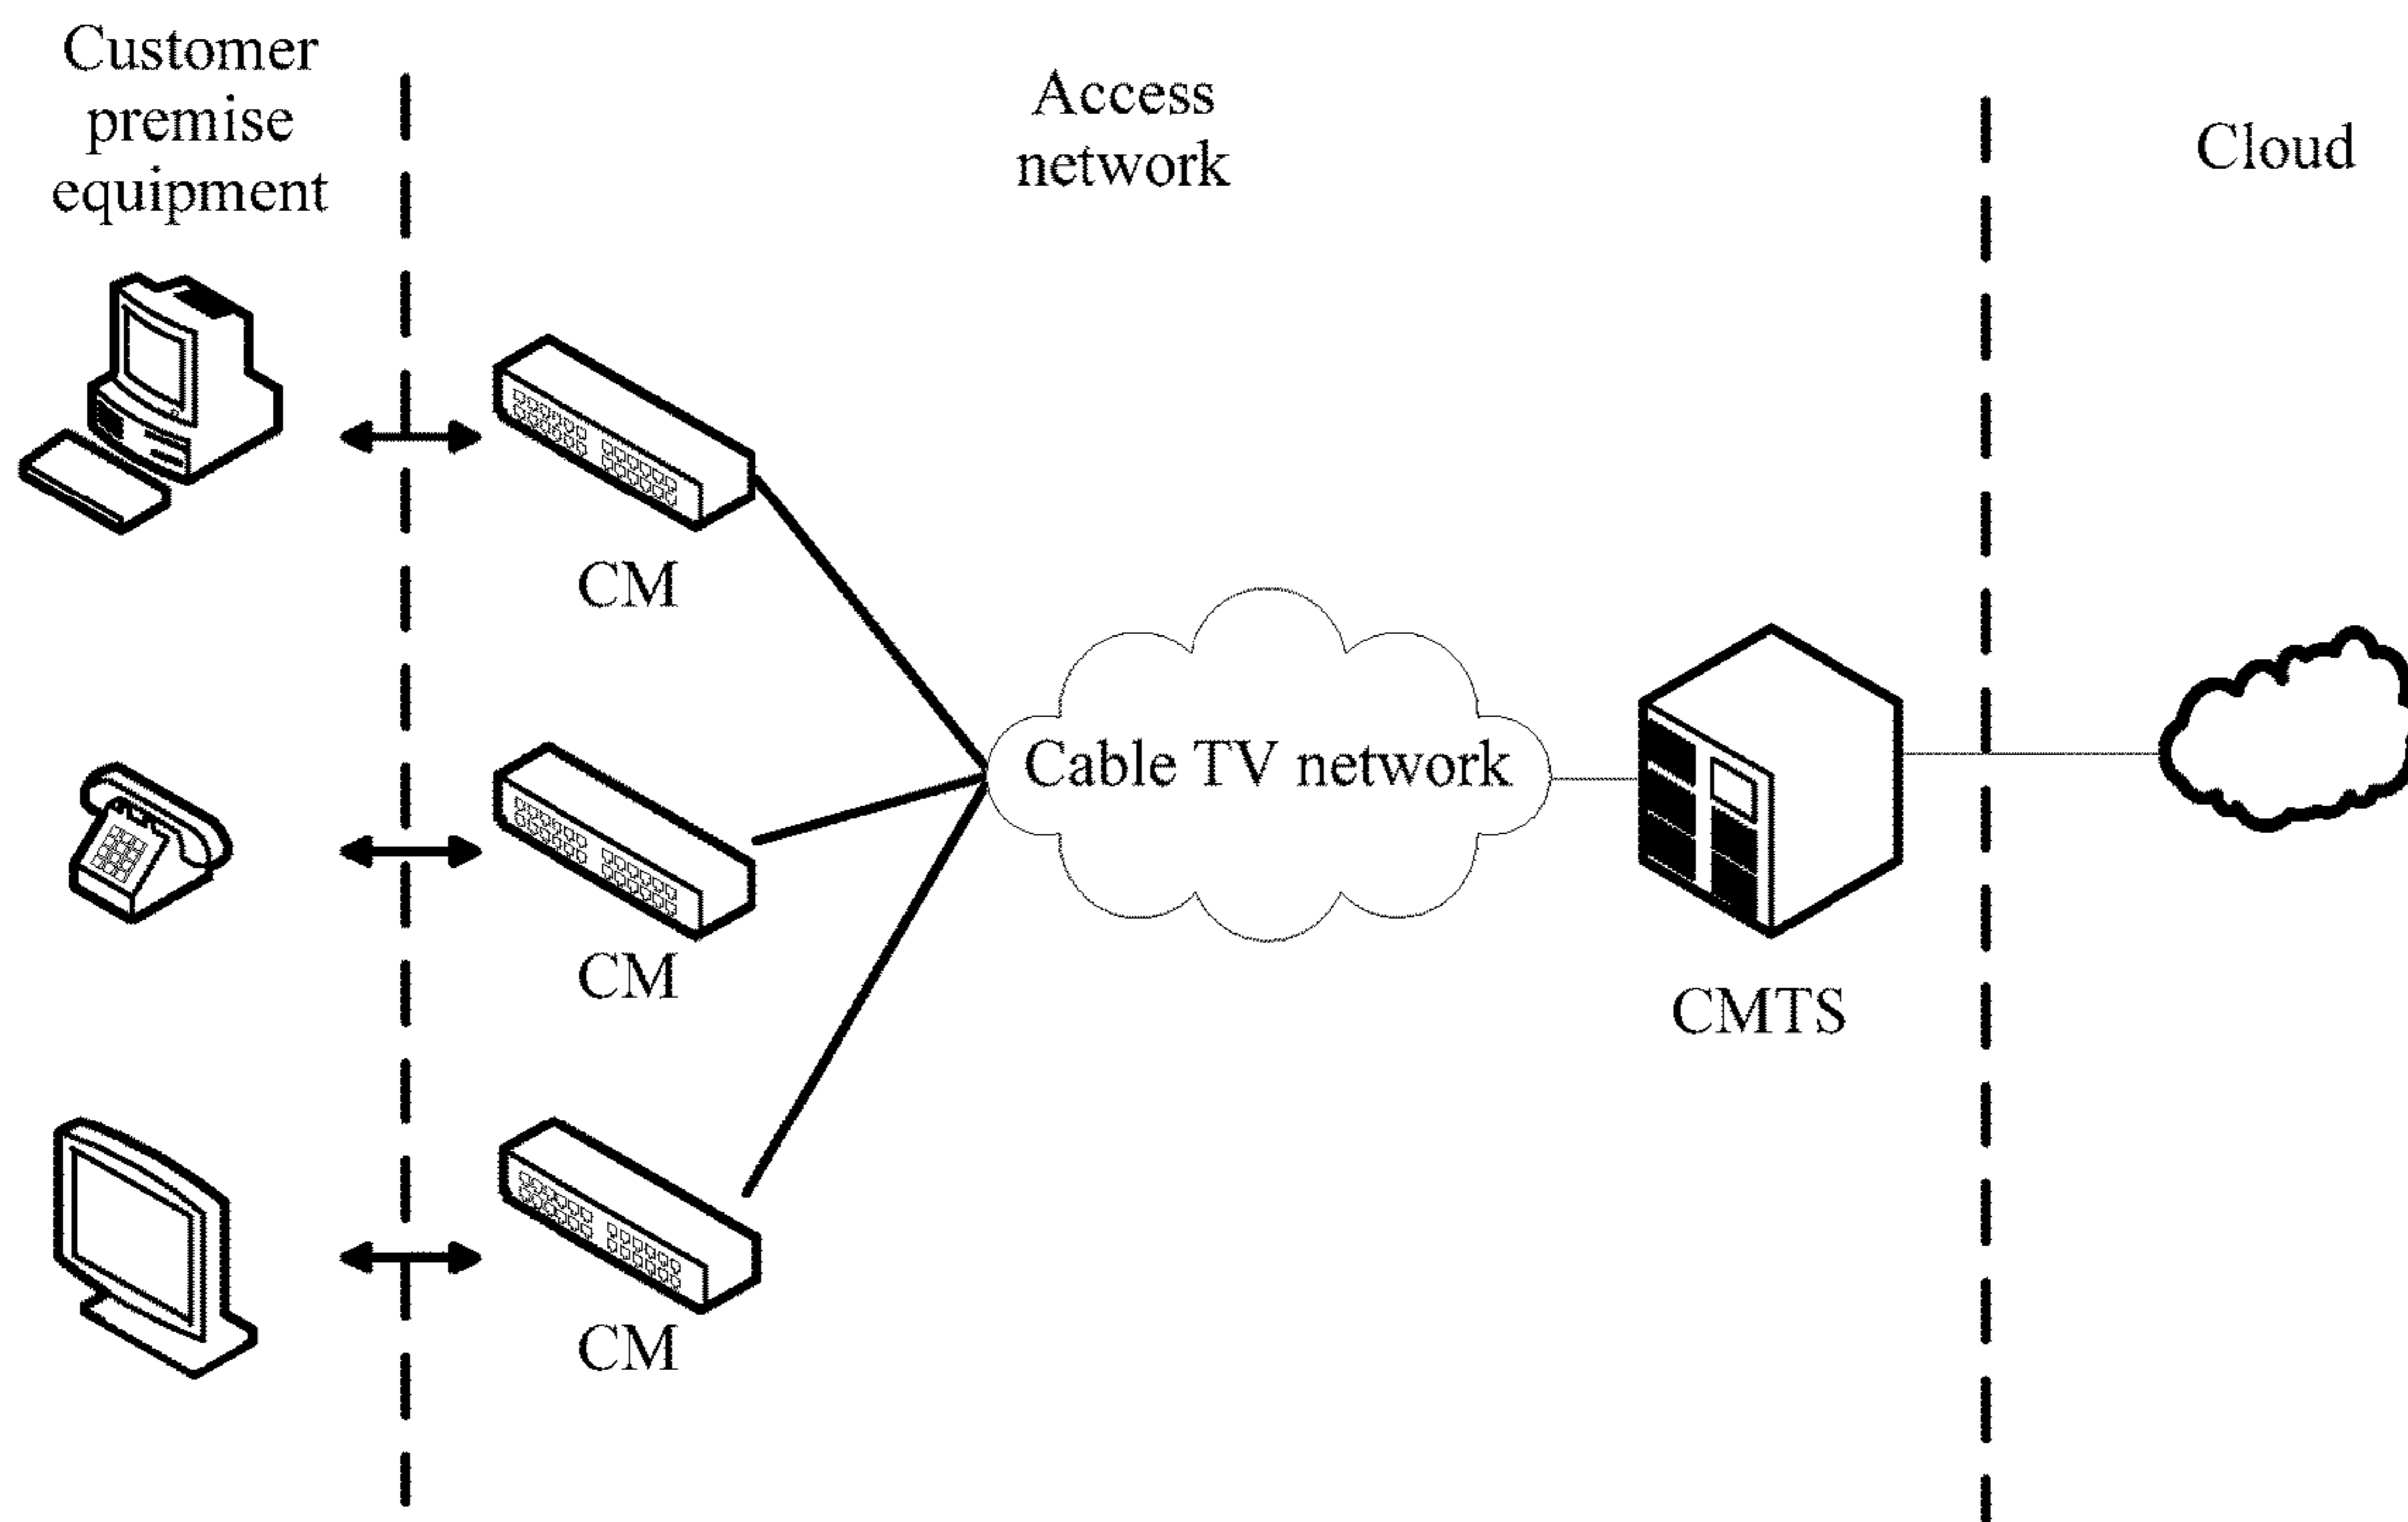 Customer
premise
equipment
Access
network
Cloud
CM
Cable TV network
CM
CMTS
CM